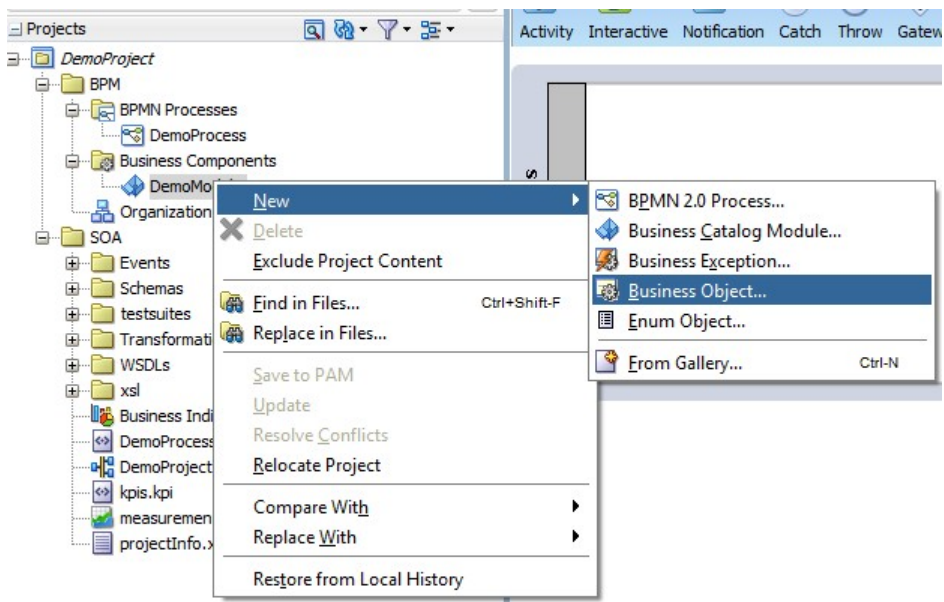 Projects
DemoProject
BPM
BPMN Processes
DemoProcess
Business Components
DemoMo
Organization
SOA
Events
Schemas
testsuites
Transformati
WSDLs
xsl
Business Indi
DemoProcess
DemoProject
kpis.kpi
measuremen
projectInfo.x
Activity Interactive Notification Catch Throw Gatew
s
New
Delete
Exclude Project Content
Find in Files... Ctrl+Shift-F
Replace in Files...
Save to PAM
Update
Resolve Conflicts
Relocate Project
Compare With
Replace With
Restore from Local History
BPMN 2.0 Process...
Business Catalog Module...
Business Exception...
Business Object...
Enum Object...
From Gallery... Ctrl-N